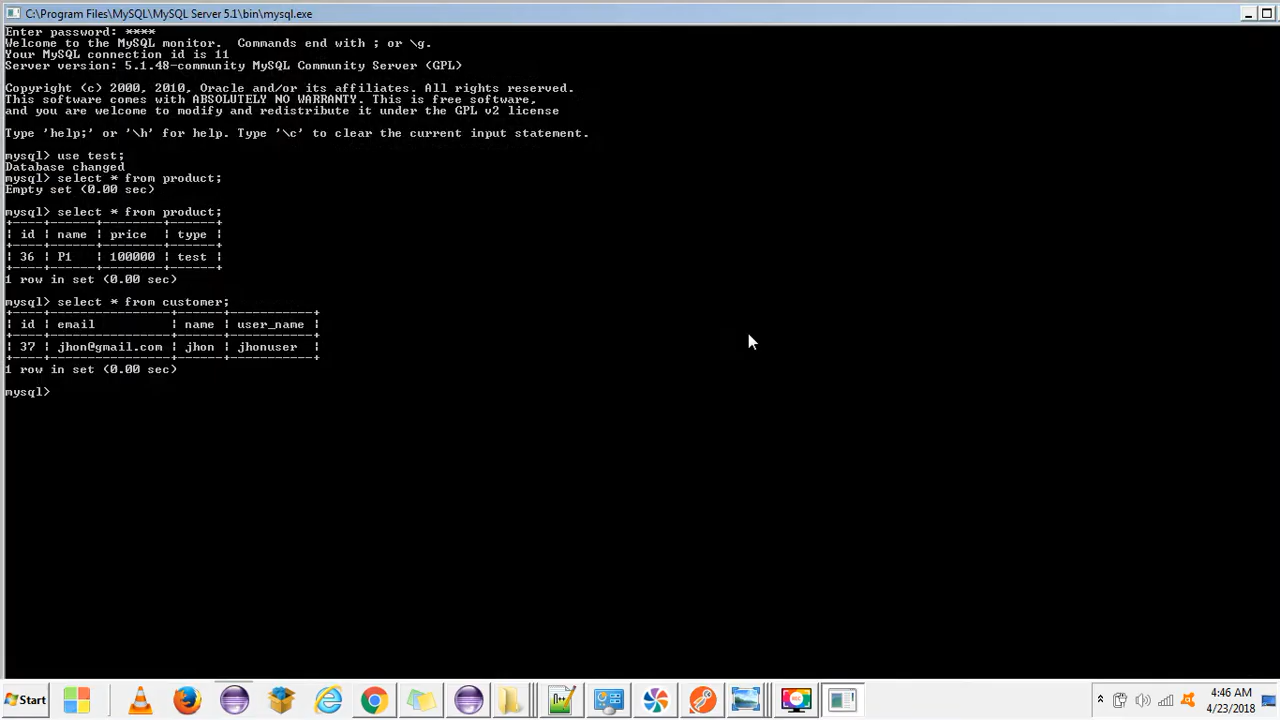 C:\Program Files\MySQL\MySQL Server 5.1\bin\mysql.exe
Enter password: ****
Welcome to the MySQL monitor.  Commands end with ; or \g.
Your MySQL connection id is 11
Server version: 5.1.48-community MySQL Community Server (GPL)
Copyright (c) 2000, 2010, Oracle and/or its affiliates. All rights reserved.
This software comes with ABSOLUTELY NO WARRANTY. This is free software,
and you are welcome to modify and redistribute it under the GPL v2 license
Type 'help;' or '\h' for help. Type '\c' to clear the current input statement.
mysql> use test;
Database changed
mysql> select * from product;
Empty set (0.00 sec)
mysql> select * from product;
+----+------+--------+------+
| id | name | price  | type |
+----+------+--------+------+
| 36 | P1   | 100000 | test |
+----+------+--------+------+
1 row in set (0.00 sec)
mysql> select * from customer;
+----+----------------+------+-----------+
| id | email          | name | user_name |
+----+----------------+------+-----------+
| 37 | jhon@gmail.com | jhon | jhonuser  |
+----+----------------+------+-----------+
1 row in set (0.00 sec)
mysql>
Start
N++
4:46 AM
4/23/2018